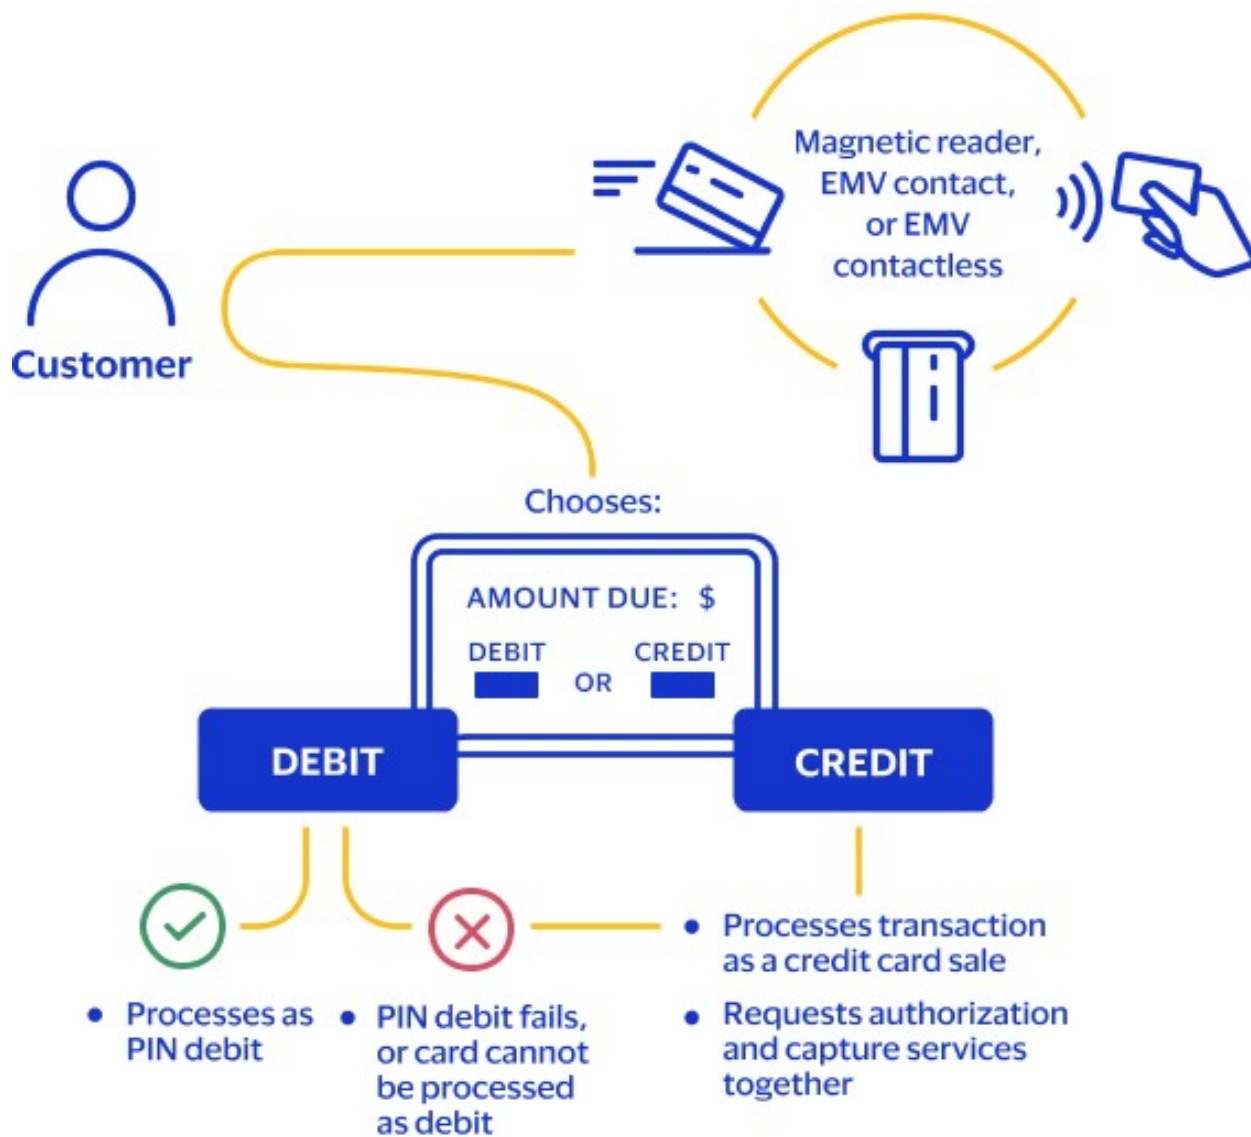 Magnetic reader,
EMV contact,
or EMV
contactless
Customer
Chooses:
AMOUNT DUE: $
DEBIT
OR
CREDIT
DEBIT
CREDIT
• Processes as
PIN debit
• PIN debit fails,
or card cannot
be processed
as debit
• Processes transaction
as a credit card sale
• Requests authorization
and capture services
together